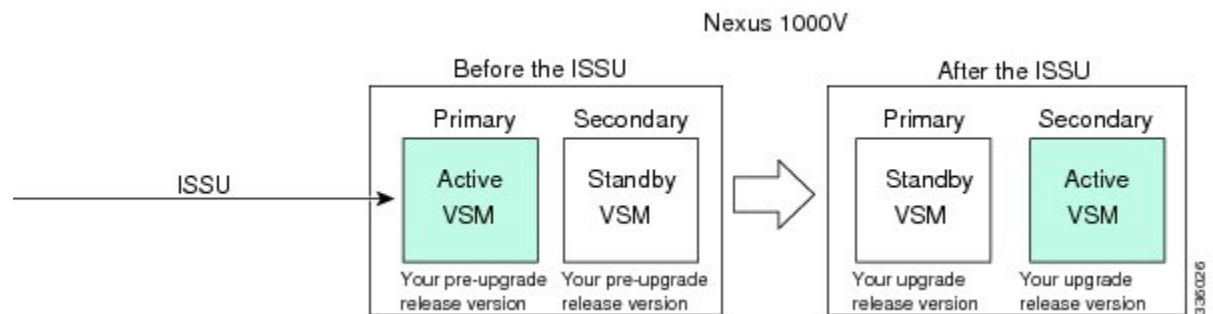 Nexus 1000V
Before the ISSU
After the ISSU
Primary
Secondary
Primary
Secondary
ISSU
Active
VSM
Standby
VSM
Standby
VSM
Active
VSM
Your pre-upgrade
release version
Your pre-upgrade
release version
Your upgrade
release version
Your upgrade
release version
336026